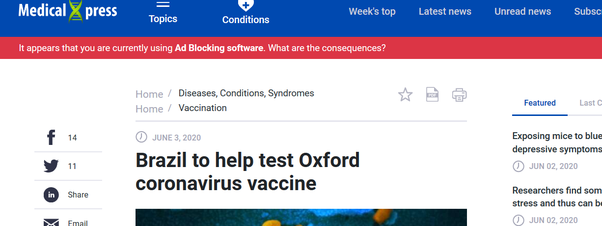 Medical Xpress
Topics
Conditions
Week's top
Latest news
Unread news
Subsc
It appears that you are currently using Ad Blocking software. What are the consequences?
Home / Diseases, Conditions, Syndromes
Home / Vaccination
JUNE 3, 2020
Brazil to help test Oxford
coronavirus vaccine
14
11
Share
Email
Featured
Last C
Exposing mice to blue
depressive symptoms
JUN 02, 2020
Researchers find som
stress and thus can be
JUN 02, 2020